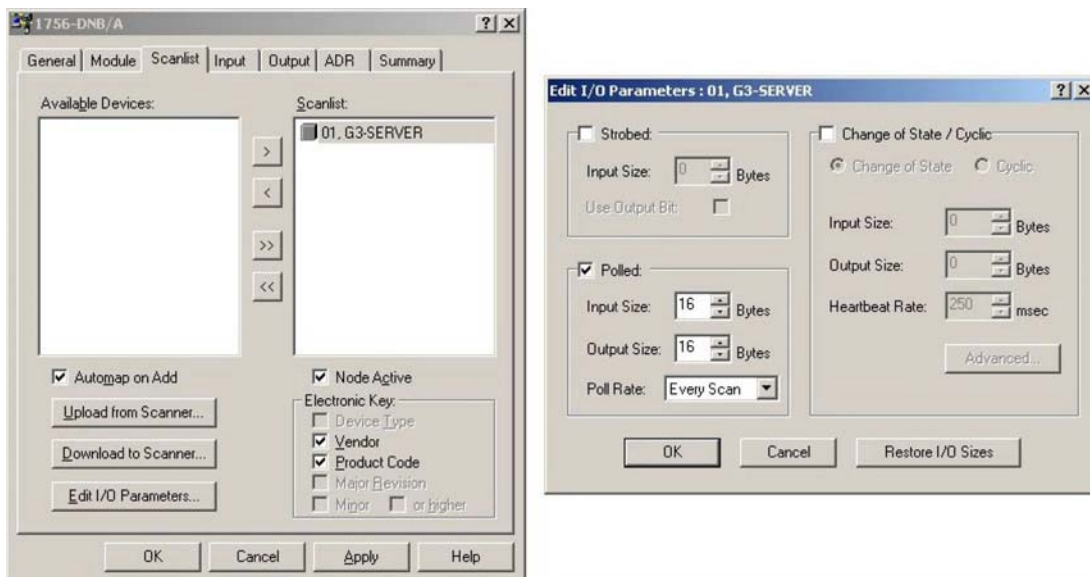 1756-DNB/A
General Module Scanlist Input Output ADR Summary
Available Devices:
Scanlist:
01, G3-SERVER
>
<
>>
<<
Automap on Add
Node Active
Upload from Scanner...
Download to Scanner...
Edit I/O Parameters...
Electronic Key:
Device Type
Vendor
Product Code
Major Revision
Minor or higher
OK Cancel Apply Help
Edit I/O Parameters : 01, G3-SERVER
Strobed:
Input Size: 0 Bytes
Use Output Bit:
Polled:
Input Size: 16 Bytes
Output Size: 16 Bytes
Poll Rate: Every Scan
Change of State / Cyclic
Change of State Cyclic
Input Size: 0 Bytes
Output Size: 0 Bytes
Heartbeat Rate: 250 msec
Advanced...
OK Cancel Restore I/O Sizes